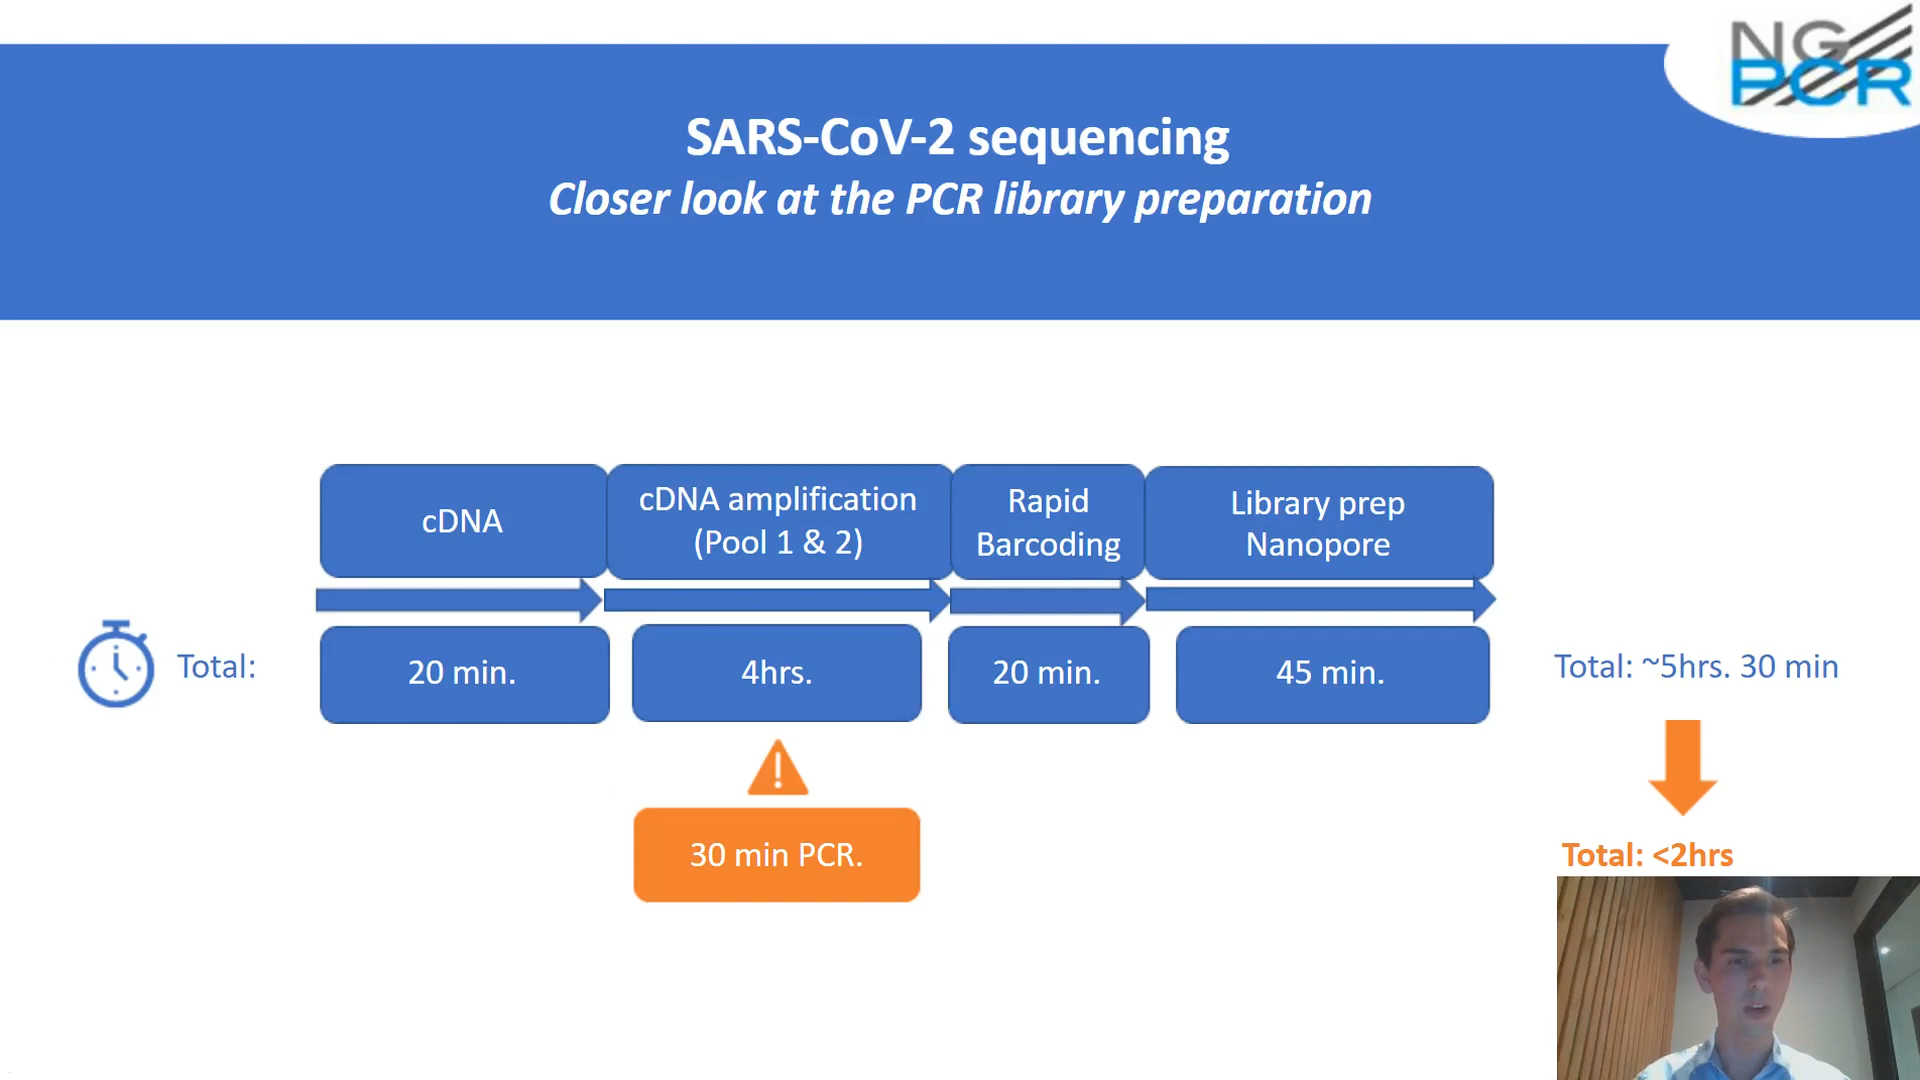 NG
PCR
SARS-CoV-2 sequencing
Closer look at the PCR library preparation
cDNA
cDNA amplification
(Pool 1 & 2)
Rapid
Barcoding
Library prep
Nanopore
Total:
20 min.
4hrs.
20 min.
45 min.
Total: ~5hrs. 30 min
30 min PCR.
Total: <2hrs